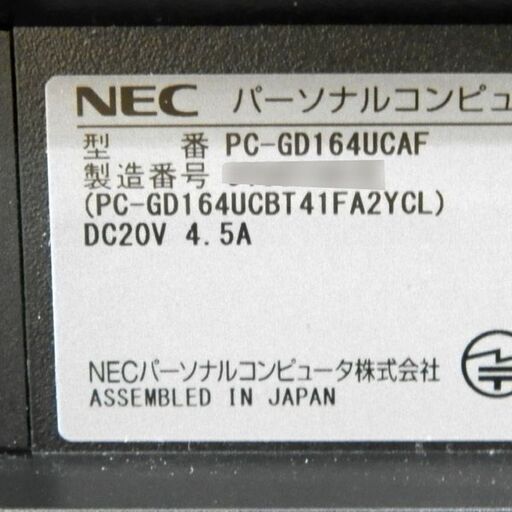 NEC パーソナルコンピュ
型 番 PC-GD164UCAF
製造番号
(PC-GD164UCBT41FA2YCL)
DC20V 4.5A
NECパーソナルコンピュータ株式会社
ASSEMBLED IN JAPAN